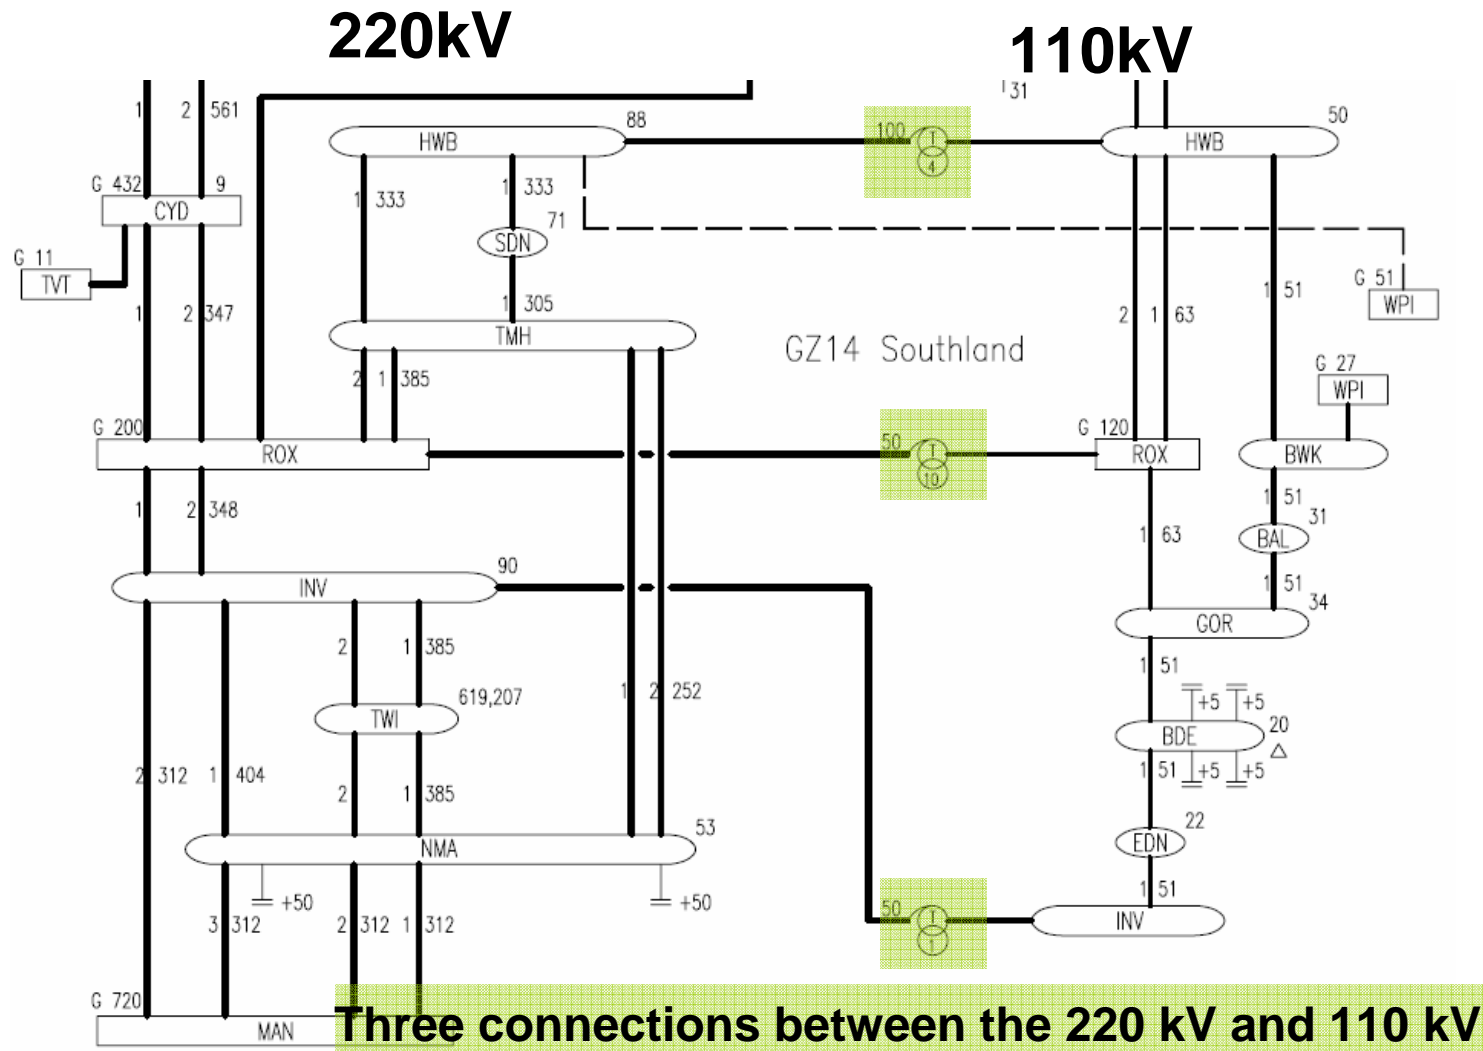 220kV
110kV
1 2 561 31
88 100 T 4 50
HWB HWB
G 432 9 1 333 1 333
CYD 71
SDN
G 11 G 51
TVT WPI
1 2 347 1 305 2 1 63 1 51
TMH
GZ14 Southland
2 1 385 G 27
WPI
G 200 50 T 10 G 120
ROX ROX BWK
1 2 348 1 63 1 51
31
BAL
90 1 51
INV 34
GOR
2 1 385 1 51
619,207 1 2 252 +5 +5
TWI BDE 20
2 312 1 404 2 1 385 1 51 +5 +5
53 22
NMA EDN
+50 +50 1 51
3 312 2 312 1 312 50 T 1 INV
G 720
MAN
Three connections between the 220 kV and 110 kV